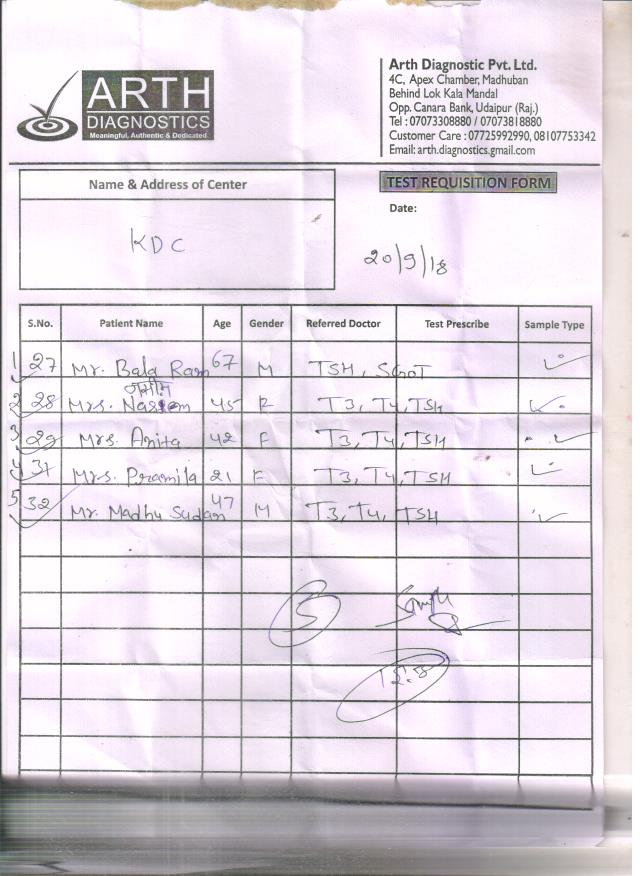 ARTH
DIAGNOSTICS
Meaningful, Authentic & Dedicated
Arth Diagnostic Pvt. Ltd.
4C, Apex Chamber, Madhuban
Behind Lok Kala Mandal
Opp. Canara Bank, Udaipur (Raj.)
Tel : 07073308880 / 07073818880
Customer Care : 07725992990, 08107753342
Email: arth.diagnostics.gmail.com
Name & Address of Center
TEST REQUISITION FORM
Date:
KDC
20/9/18
S.No. Patient Name Age Gender Referred Doctor Test Prescribe Sample Type
1 27 Mr. Bala Ram 67 M TSH, SGOT
2 28 Mrs. Naseem 45 F T3, T4, TSH
3 29 Mrs. Anita 42 F T3, T4, TSH
4 31 Mrs. Pramila 21 F T3, T4, TSH
5 32 Mr. Madhu Sudan 47 M T3, T4, TSH
5